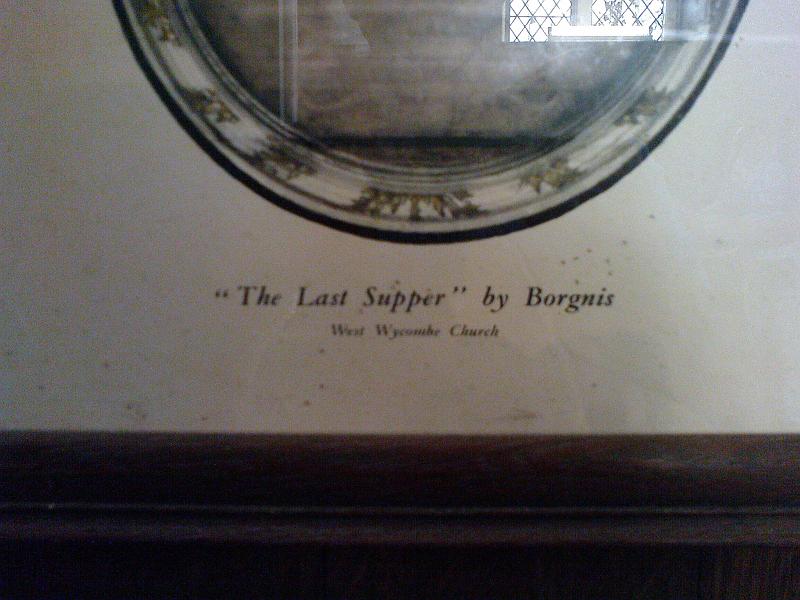 “The Last Supper” by Borgnis
West Wycombe Church